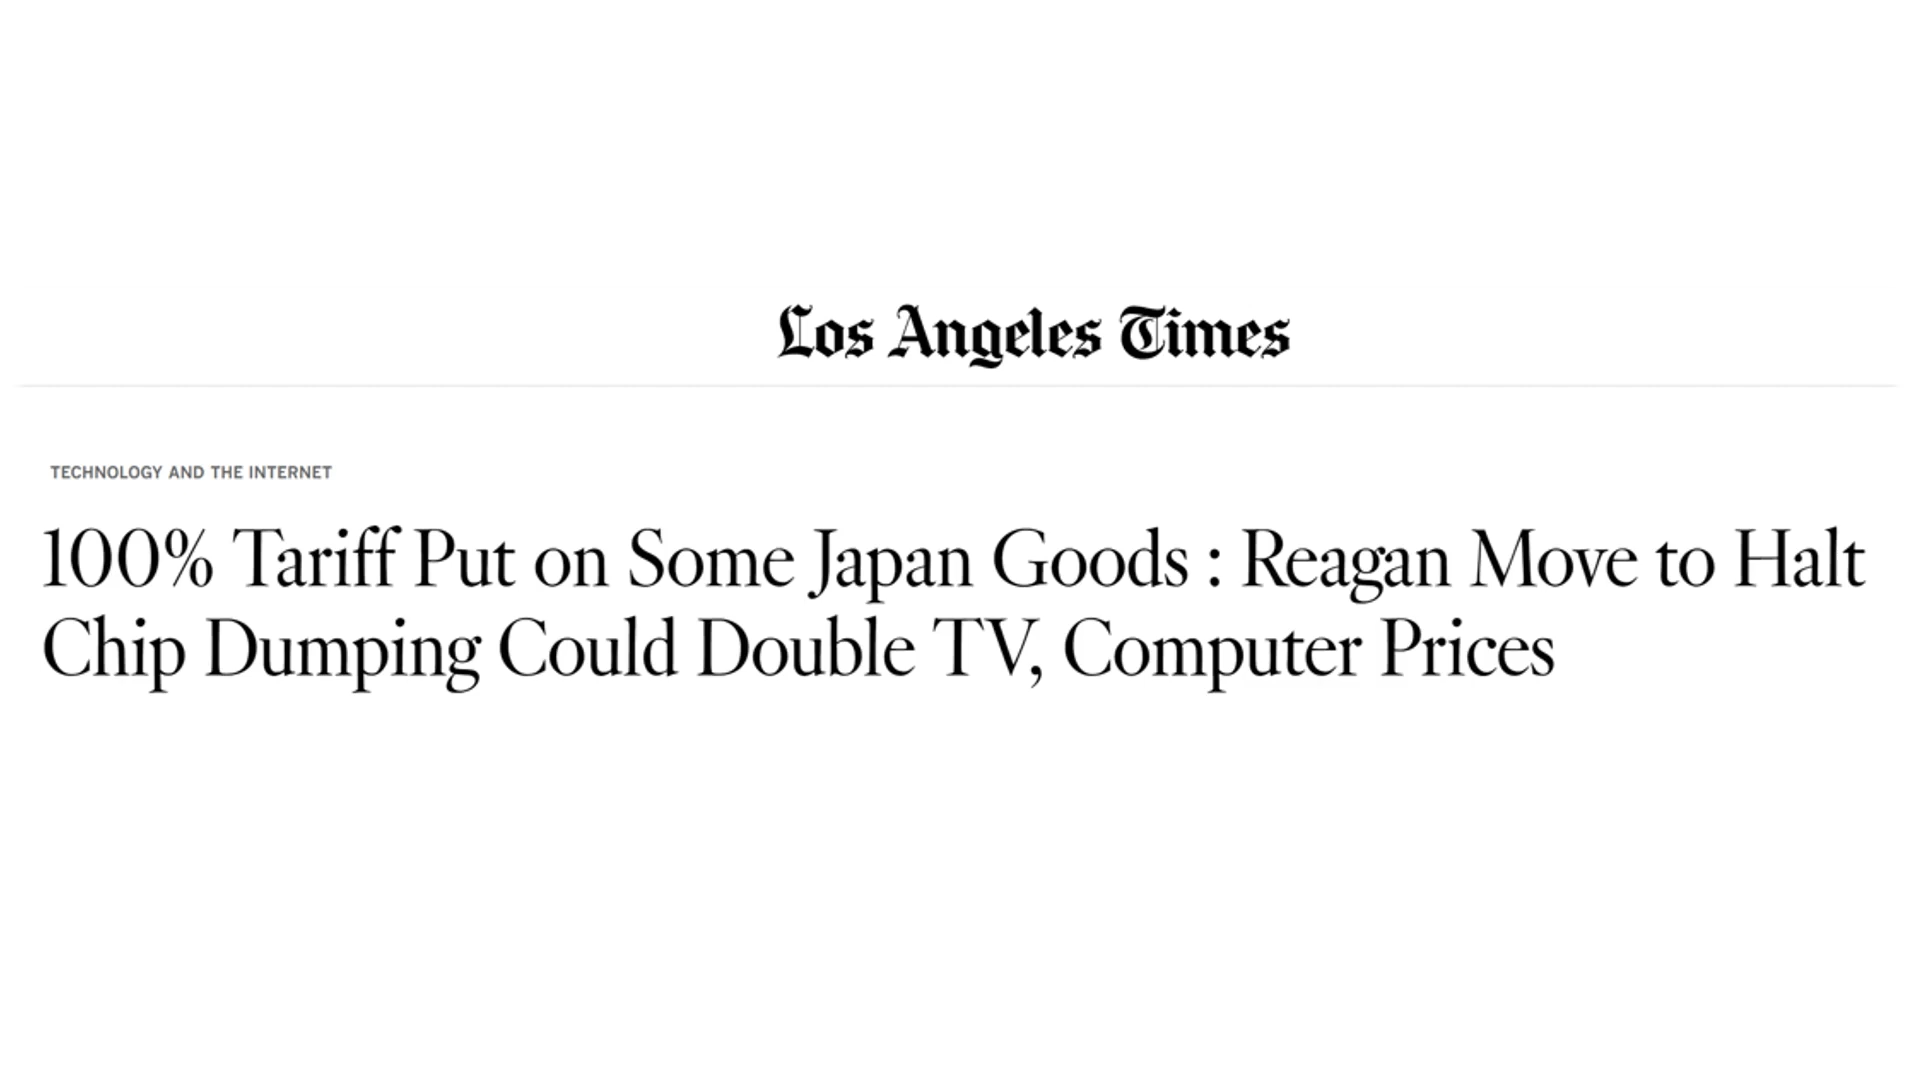 Los Angeles Times
TECHNOLOGY AND THE INTERNET
100% Tariff Put on Some Japan Goods : Reagan Move to Halt
Chip Dumping Could Double TV, Computer Prices